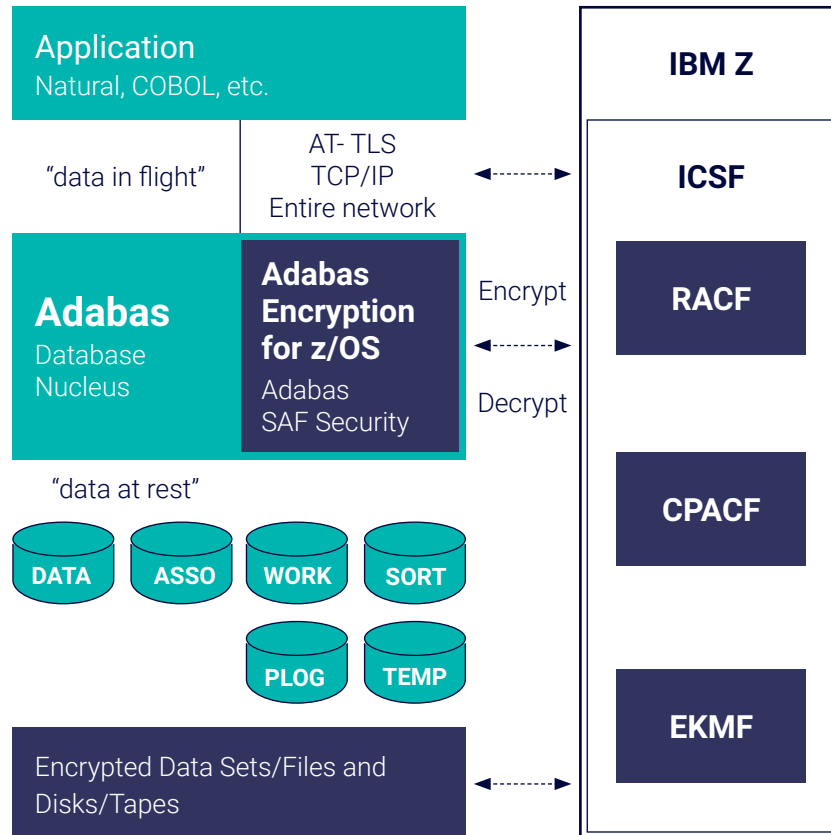 Application
Natural, COBOL, etc.
“data in flight”
AT- TLS
TCP/IP
Entire network
Adabas
Database
Nucleus
Adabas
Encryption
for z/OS
Adabas
SAF Security
Encrypt
Decrypt
“data at rest”
DATA
ASSO
WORK
SORT
PLOG
TEMP
Encrypted Data Sets/Files and
Disks/Tapes
IBM Z
ICSF
RACF
CPACF
EKMF